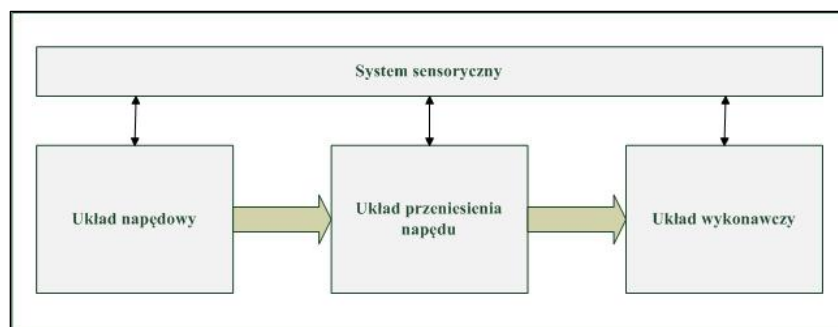 System sensoryczny
Układ napędowy
Układ przeniesienia
napędu
Układ wykonawczy